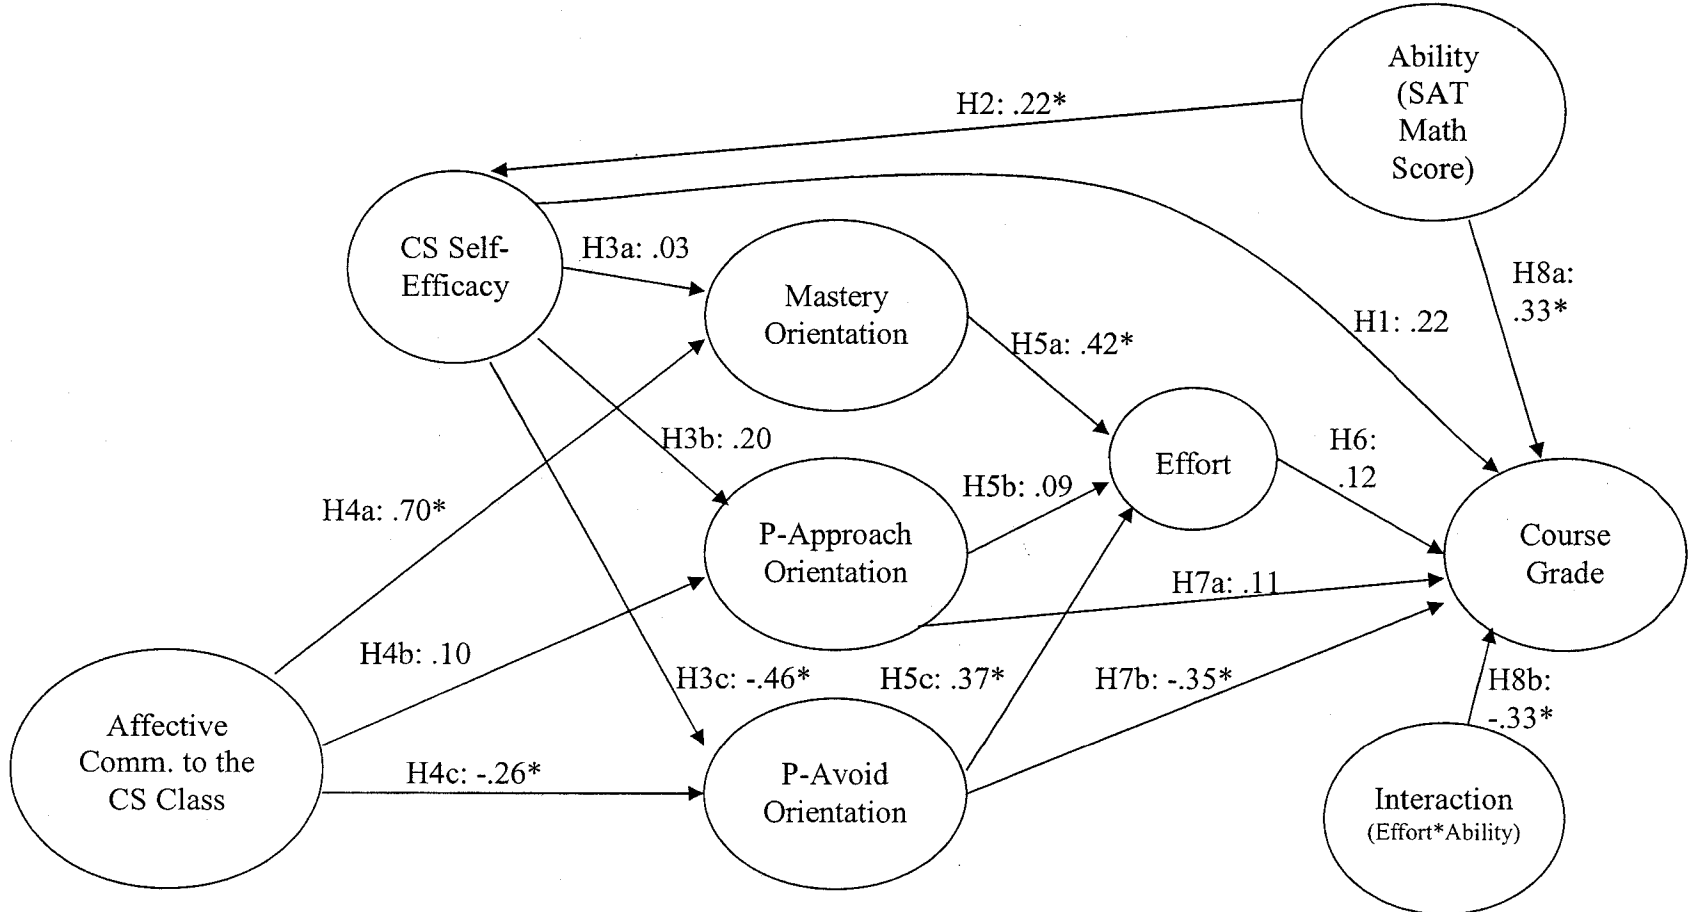 Ability
(SAT
Math
Score)
H2: .22*
CS Self-
Efficacy
H3a: .03
Mastery
Orientation
H8a:
.33*
H1: .22
H5a: .42*
H3b: .20
H6:
.12
Effort
H4a: .70*
H5b: .09
P-Approach
Orientation
Course
Grade
H7a: .11
H4b: .10
H3c: -.46*
H5c: .37*
H7b: -.35*
H8b:
-.33*
Affective
Comm. to the
CS Class
H4c: -.26*
P-Avoid
Orientation
Interaction
(Effort*Ability)